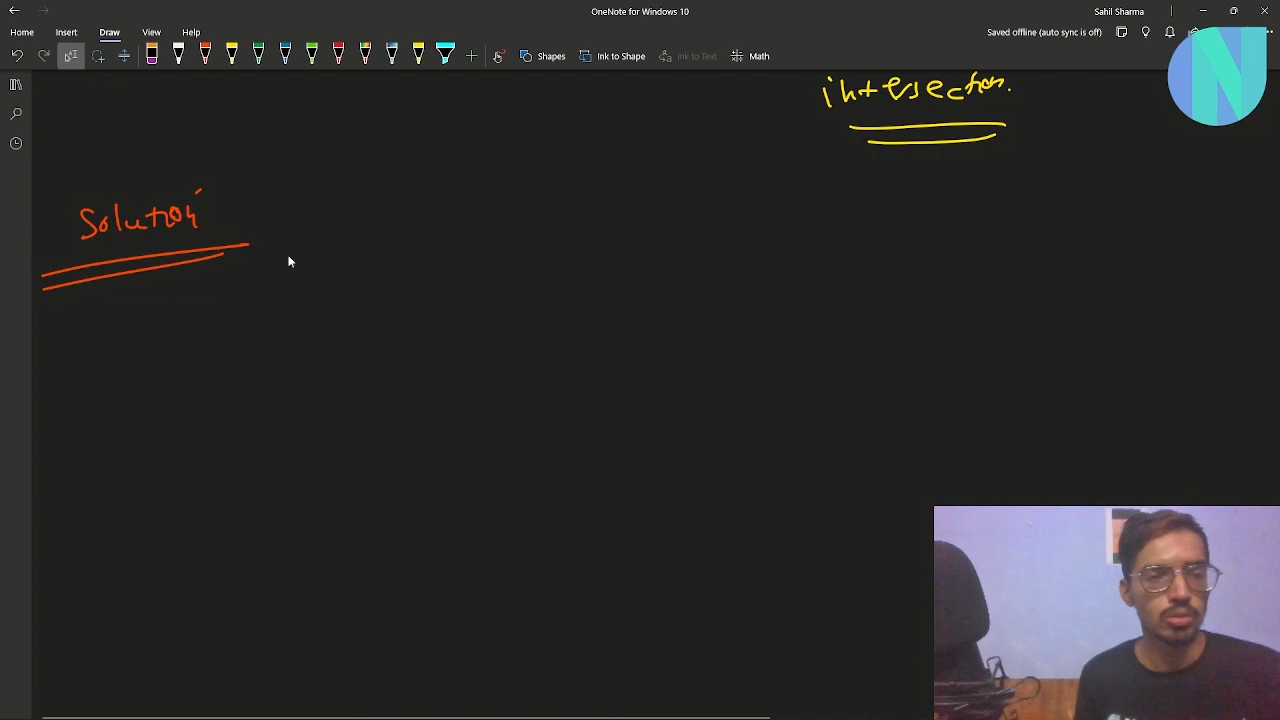 OneNote for Windows 10
Sahil Sharma
Home Insert Draw View Help
Saved offline (auto sync is off)
Shapes Ink to Shape Ink to Text Math
intersection.
Solution
N